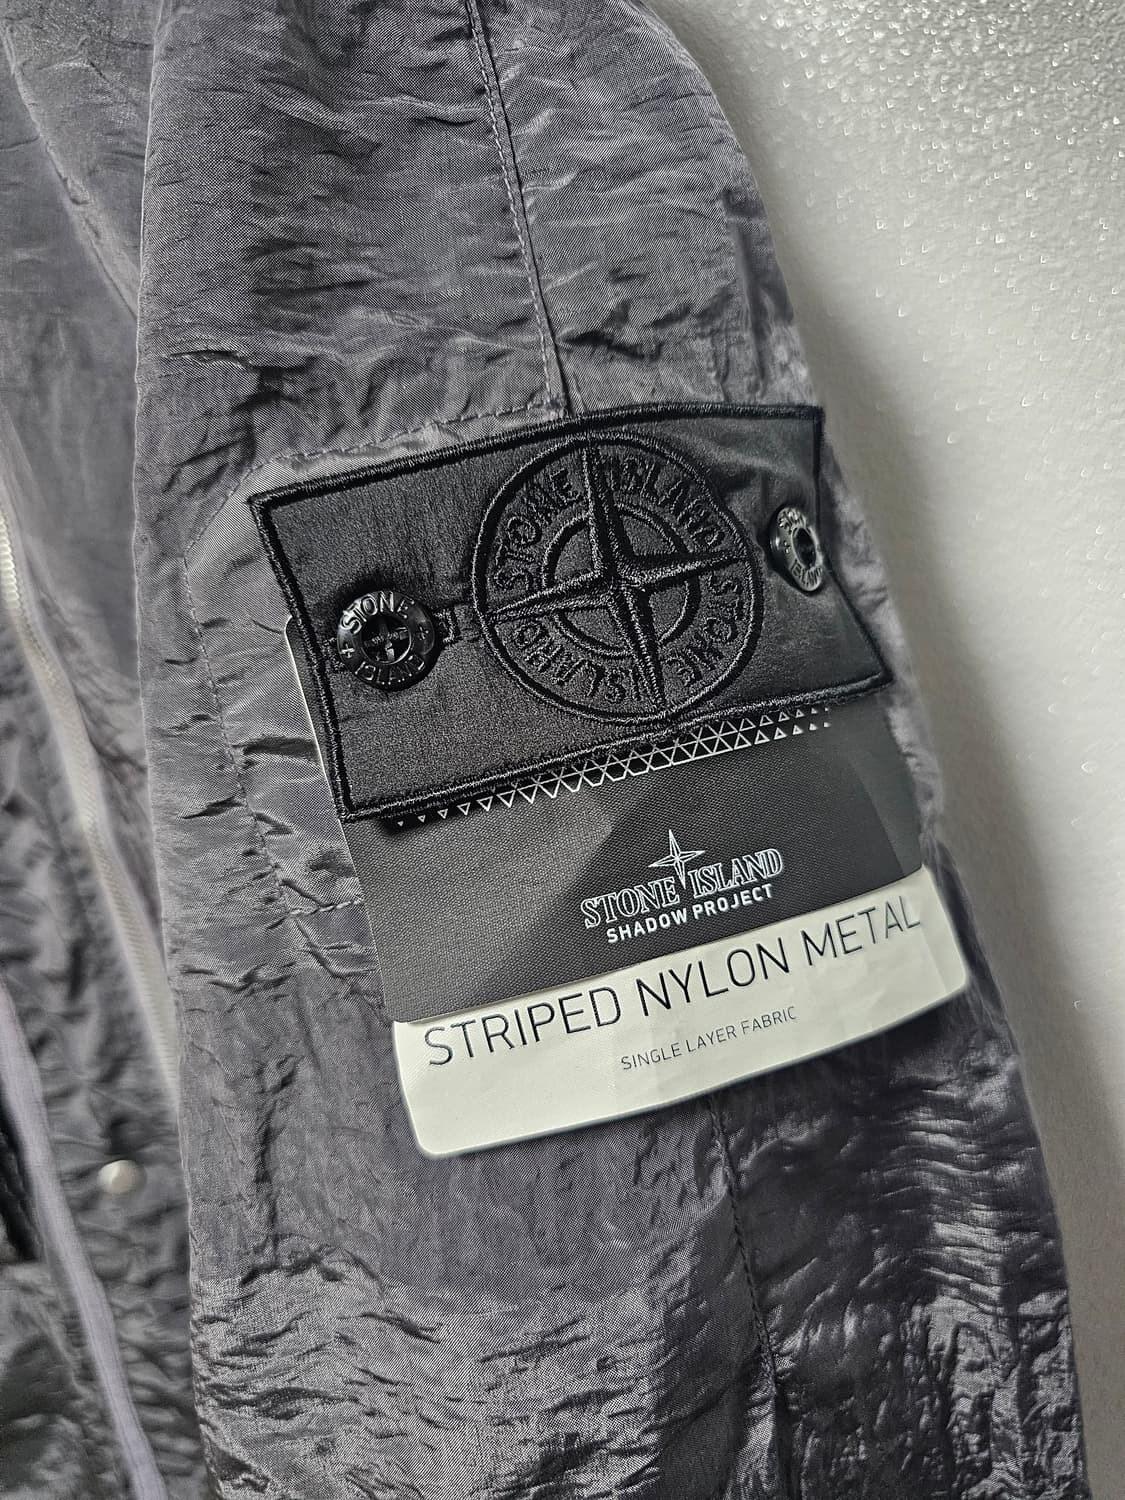 STONE ISLAND
STONE ISLAND
STONE
ISLAND
STONE
ISLAND
STONE ISLAND
SHADOW PROJECT
STRIPED NYLON METAL
SINGLE LAYER FABRIC